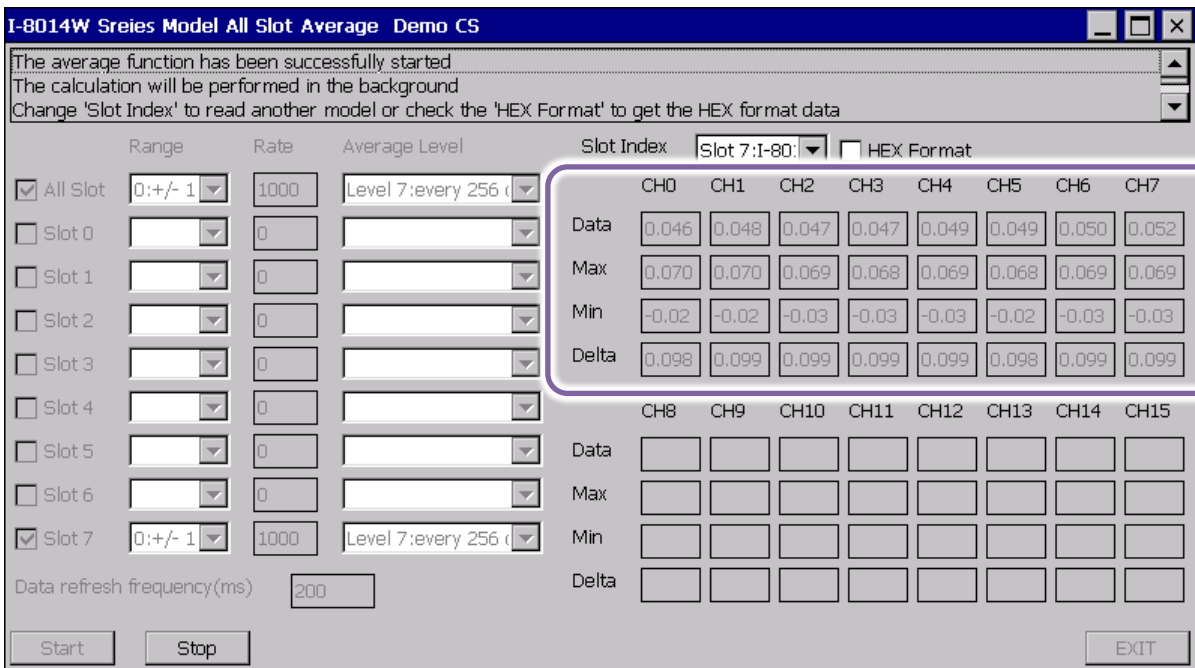 I-8014W Sreies Model All Slot Average Demo CS
The average function has been successfully started
The calculation will be performed in the background
Change 'Slot Index' to read another model or check the 'HEX Format' to get the HEX format data
Range Rate Average Level Slot Index Slot 7:I-80: HEX Format
All Slot 0:+/- 1 1000 Level 7:every 256
Slot 0 0
Slot 1 0
Slot 2 0
Slot 3 0
Slot 4 0
Slot 5 0
Slot 6 0
Slot 7 0:+/- 1 1000 Level 7:every 256
Data refresh frequency(ms) 200
CH0 CH1 CH2 CH3 CH4 CH5 CH6 CH7
Data 0.046 0.048 0.047 0.047 0.049 0.049 0.050 0.052
Max 0.070 0.070 0.069 0.068 0.069 0.068 0.069 0.069
Min -0.02 -0.02 -0.03 -0.03 -0.03 -0.02 -0.03 -0.03
Delta 0.098 0.099 0.099 0.099 0.099 0.098 0.099 0.099
CH8 CH9 CH10 CH11 CH12 CH13 CH14 CH15
Data
Max
Min
Delta
Start Stop EXIT